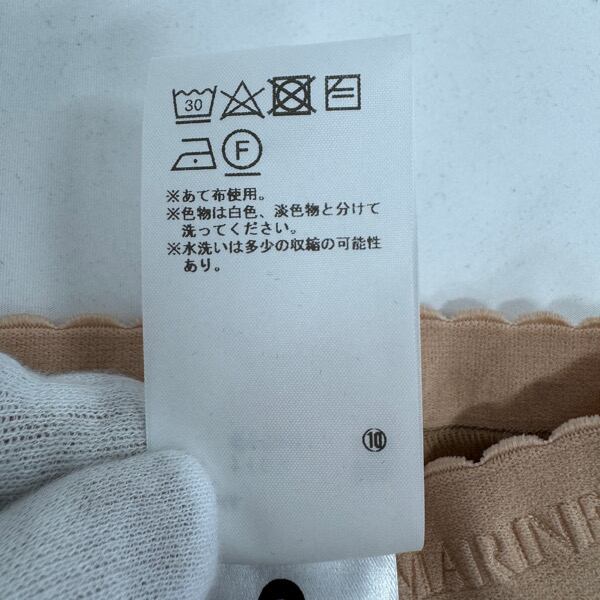 30
F
※あて布使用。
※色物は白色、淡色物と分けて
洗ってください。
※水洗いは多少の収縮の可能性
あり。
⑩
MARINE